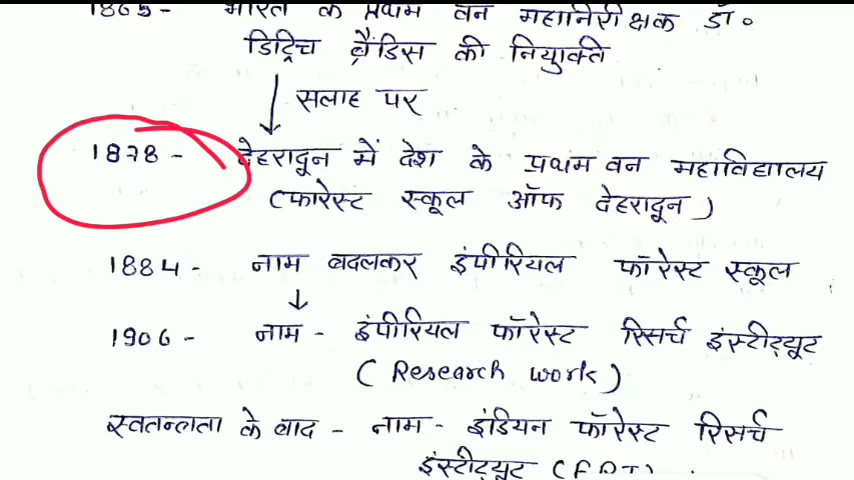 1865- भारत के प्रथम वन महानिरीक्षक डॉ०
डिट्रिच ब्रैंडिस की नियुक्ति
सलाह पर
1878 - देहरादून में देश के प्रथम वन महाविद्यालय
(फारेस्ट स्कूल ऑफ देहरादून)
1884 - नाम बदलकर इंपीरियल फॉरेस्ट स्कूल
1906 - नाम - इंपीरियल फॉरेस्ट रिसर्च इंस्टीट्यूट
(Research work)
स्वतन्त्रता के बाद - नाम - इंडियन फॉरेस्ट रिसर्च
इंस्टीट्यूट